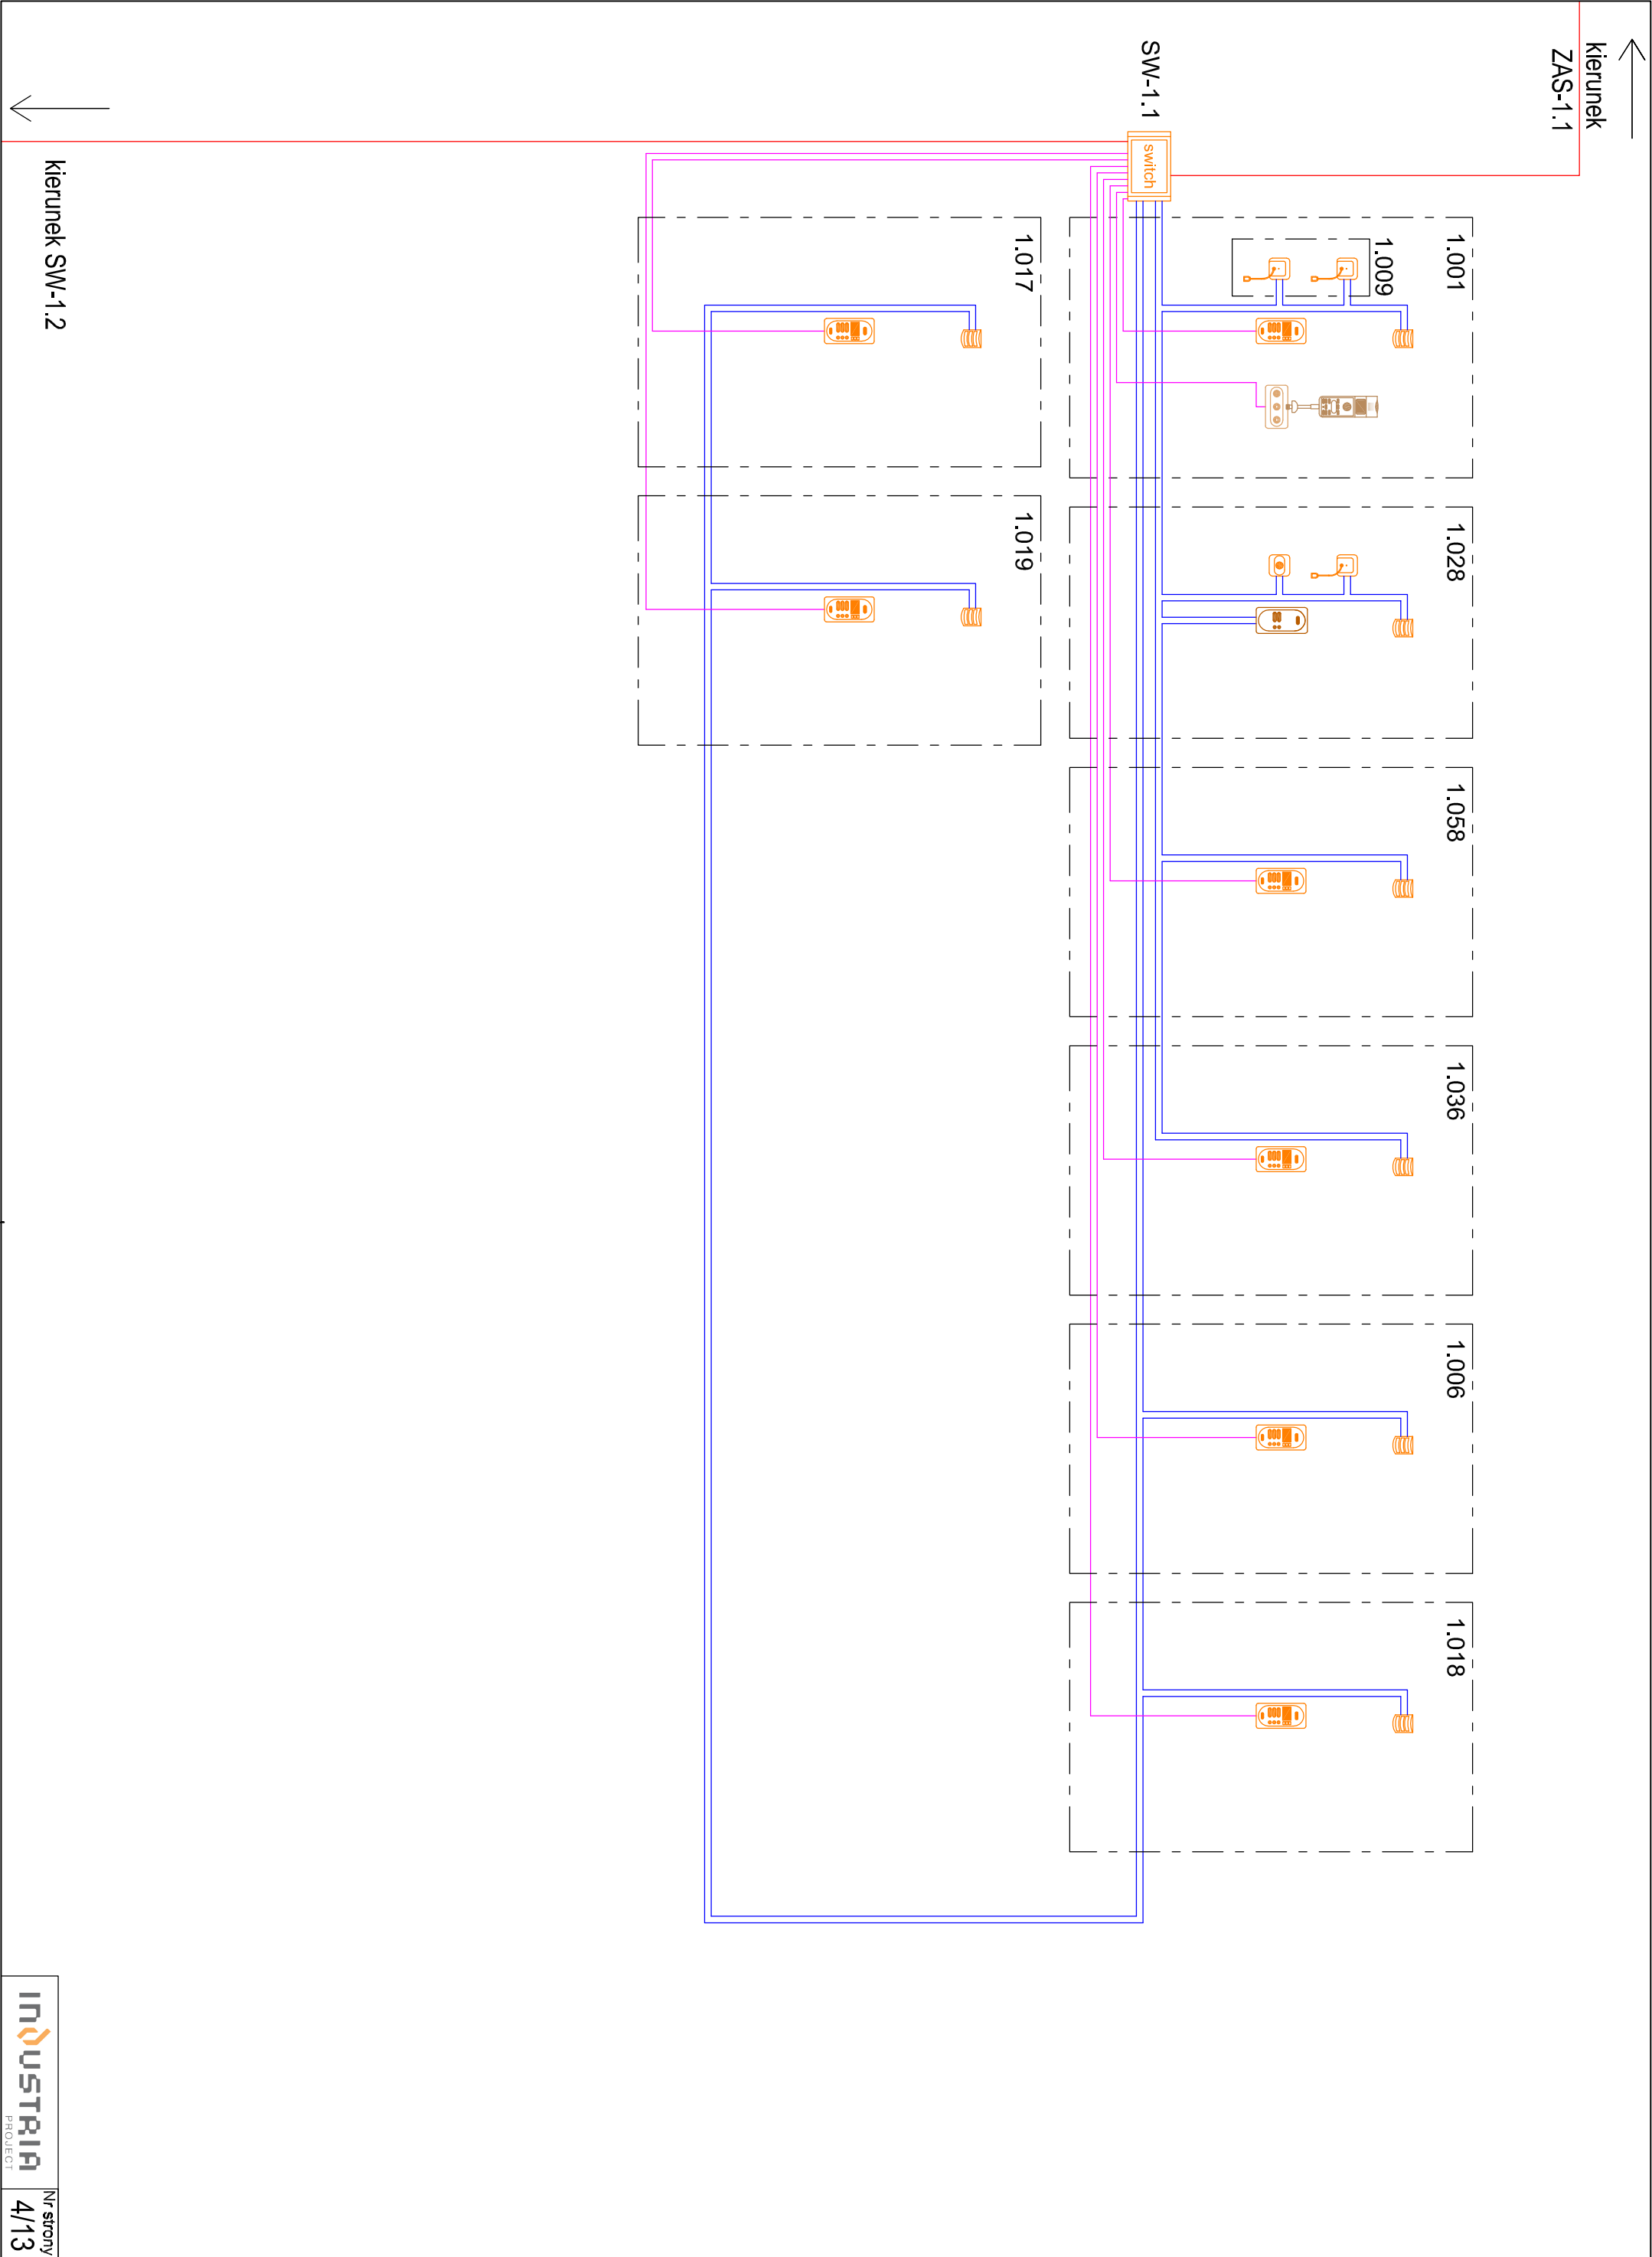 kierunek
ZAS-1.1
SW-1.1
switch
1.001
1.009
1.028
1.058
1.036
1.006
1.018
1.017
1.019
kierunek SW-1.2
INDUSTRIA
PROJECT
Nr strony
4/13